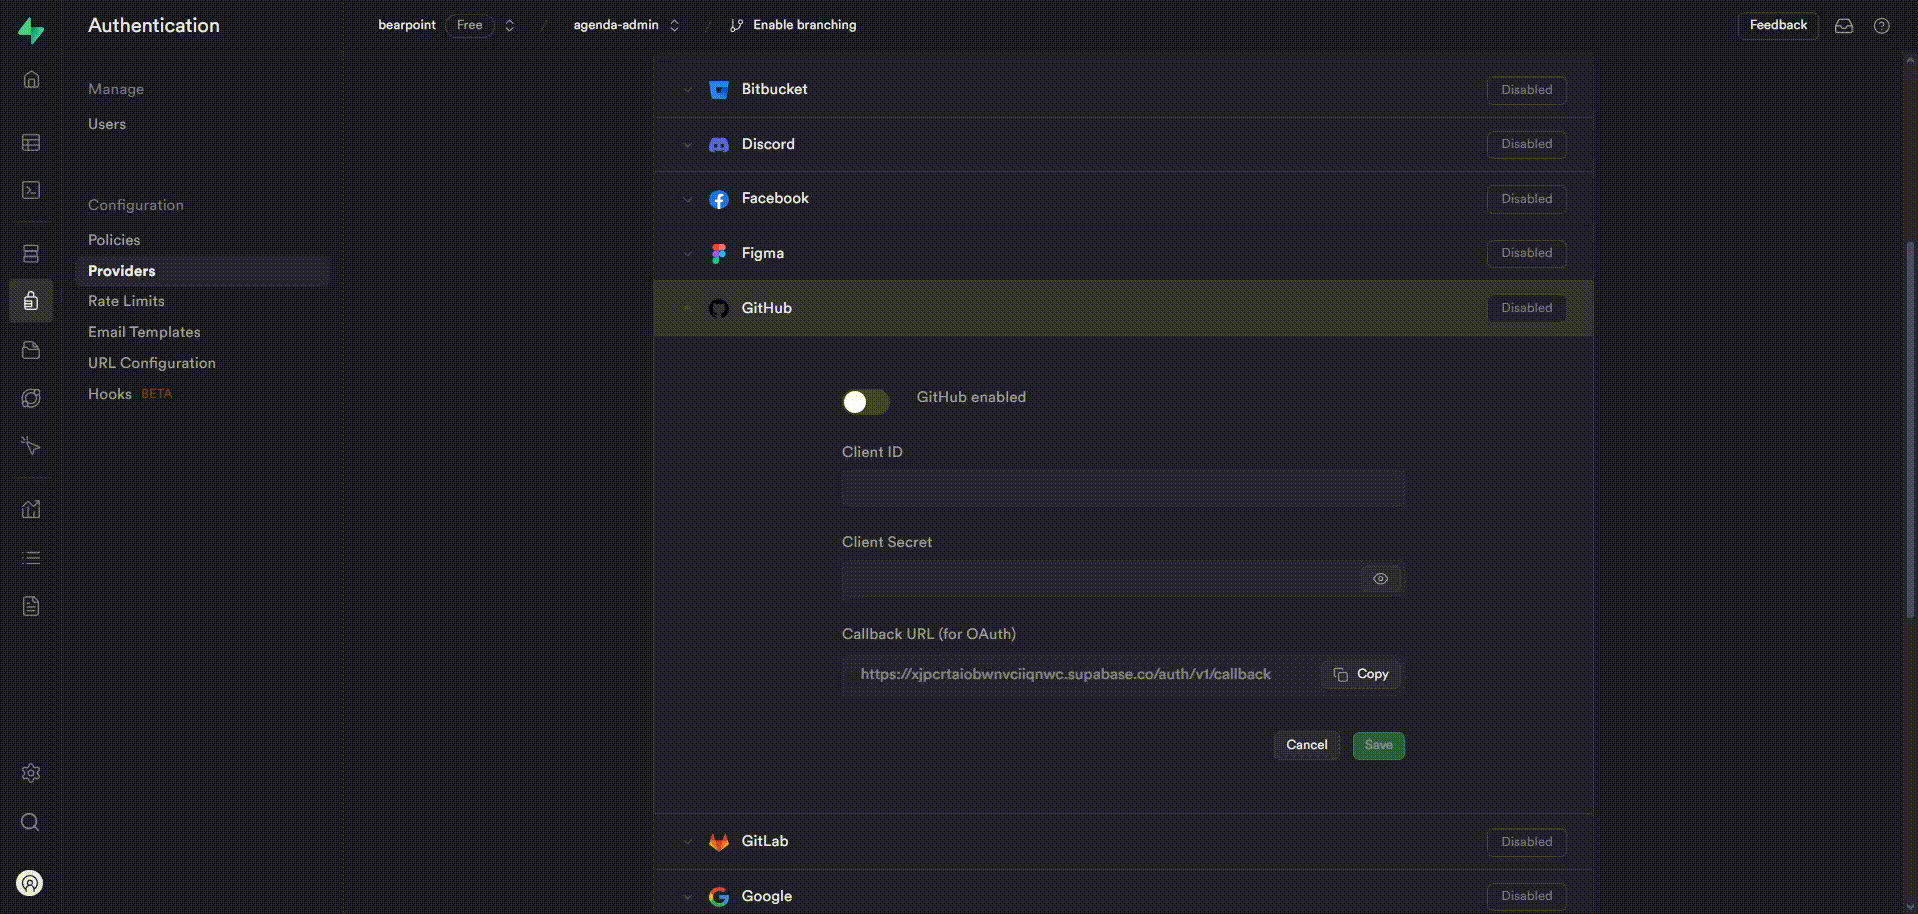 Authentication
bearpoint Free / agenda-admin / Enable branching
Feedback
Manage
Users
Configuration
Policies
Providers
Rate Limits
Email Templates
URL Configuration
Hooks BETA
Bitbucket Disabled
Discord Disabled
Facebook Disabled
Figma Disabled
GitHub Disabled
GitHub enabled
Client ID
Client Secret
Callback URL (for OAuth)
https://xjpcrtaiobwnvciiqnwc.supabase.co/auth/v1/callback Copy
Cancel Save
GitLab Disabled
Google Disabled